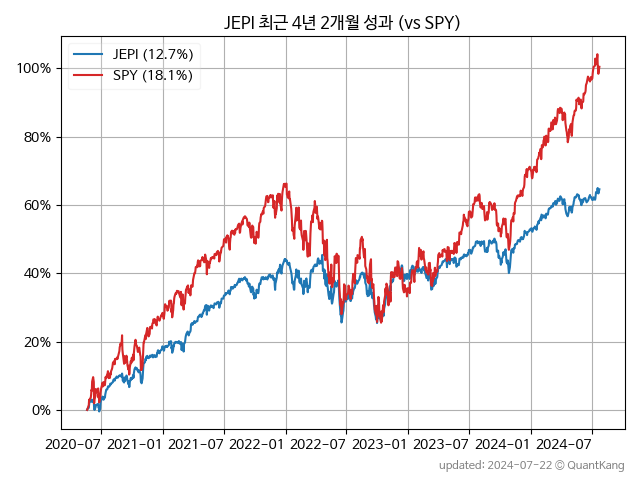 JEPI 최근 4년 2개월 성과 (vs SPY)
JEPI (12.7%)
SPY (18.1%)
100%
80%
60%
40%
20%
0%
2020-07 2021-01 2021-07 2022-01 2022-07 2023-01 2023-07 2024-01 2024-07
updated: 2024-07-22 © QuantKang